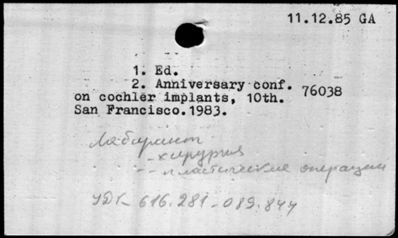 11.12.85 GA
1. Ed.
2. Anniversary conf. 76038
on cochler implants, 10th.
San Francisco.1983.
Лабиринт
- хирургия
- пластические операции
УДК 616.281-089.844